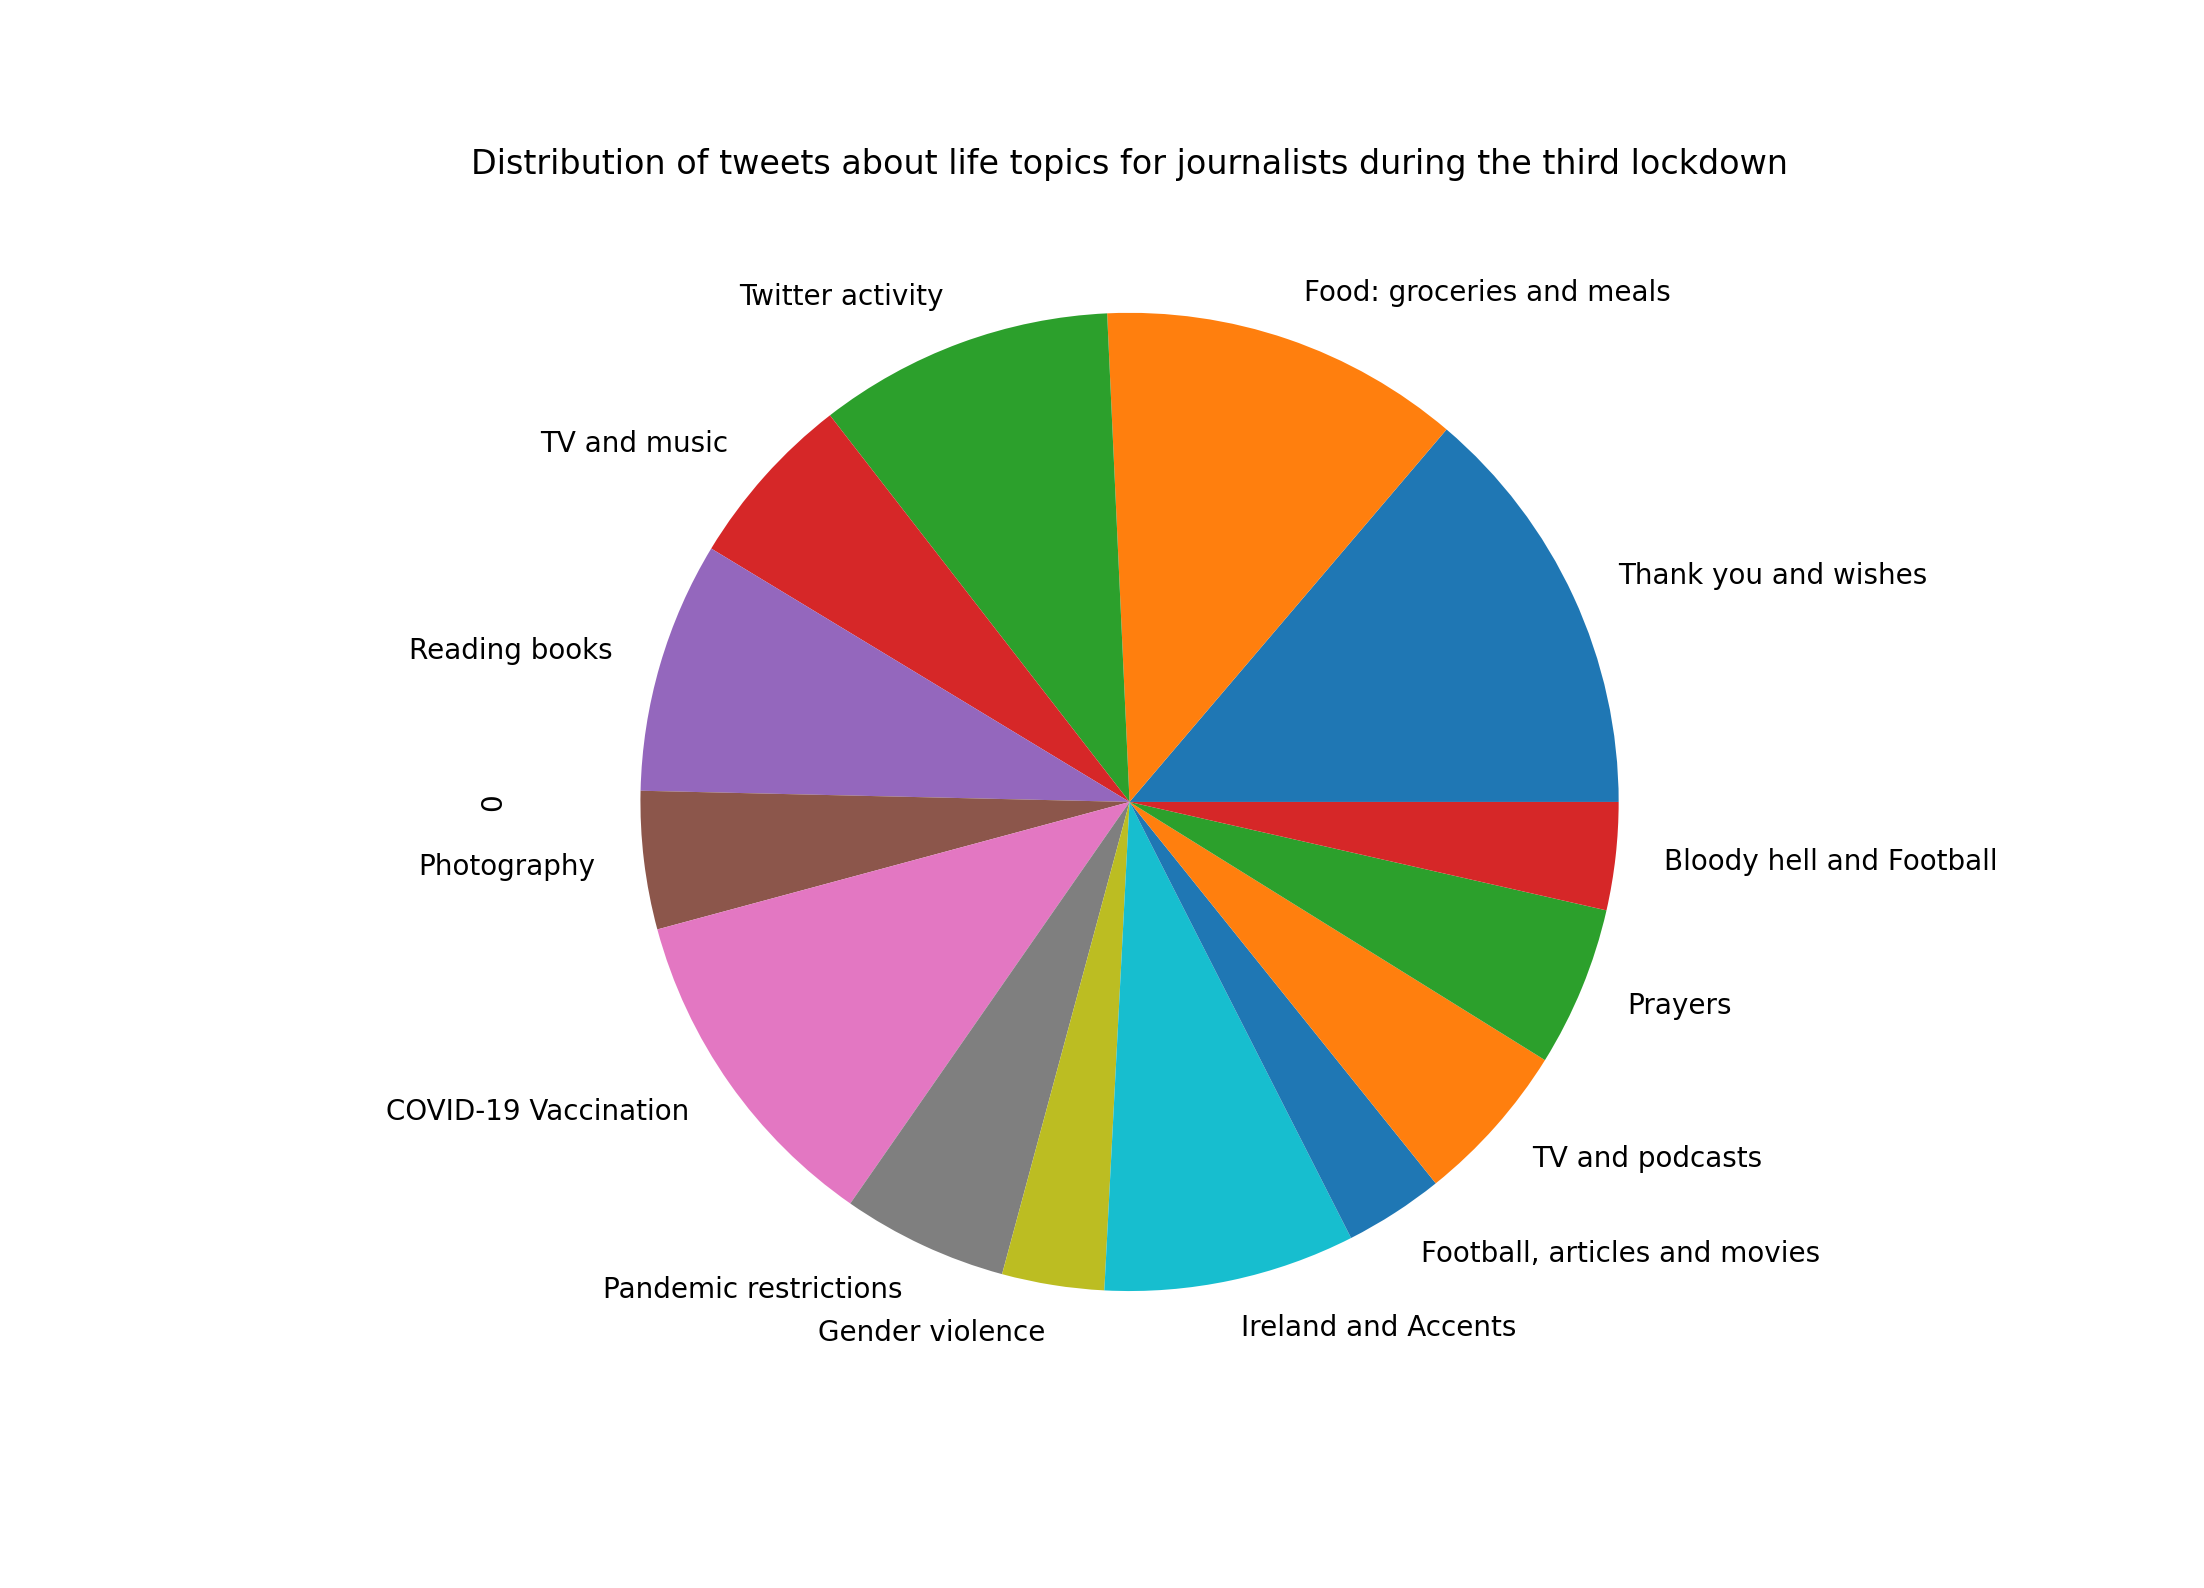 Distribution of tweets about life topics for journalists during the third lockdown
Food: groceries and meals
Twitter activity
TV and music
Thank you and wishes
Reading books
0
Photography
Bloody hell and Football
Prayers
COVID-19 Vaccination
TV and podcasts
Football, articles and movies
Pandemic restrictions
Ireland and Accents
Gender violence